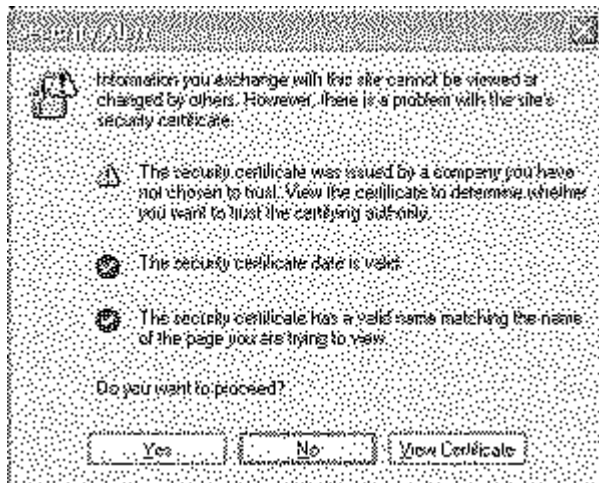 Security Alert
Information you exchange with this site cannot be viewed or
changed by others. However, there is a problem with the site's
security certificate.
The security certificate was issued by a company you have
not chosen to trust. View the certificate to determine whether
you want to trust the certifying authority.
The security certificate date is valid.
The security certificate has a valid name matching the name
of the page you are trying to view.
Do you want to proceed?
Yes No View Certificate